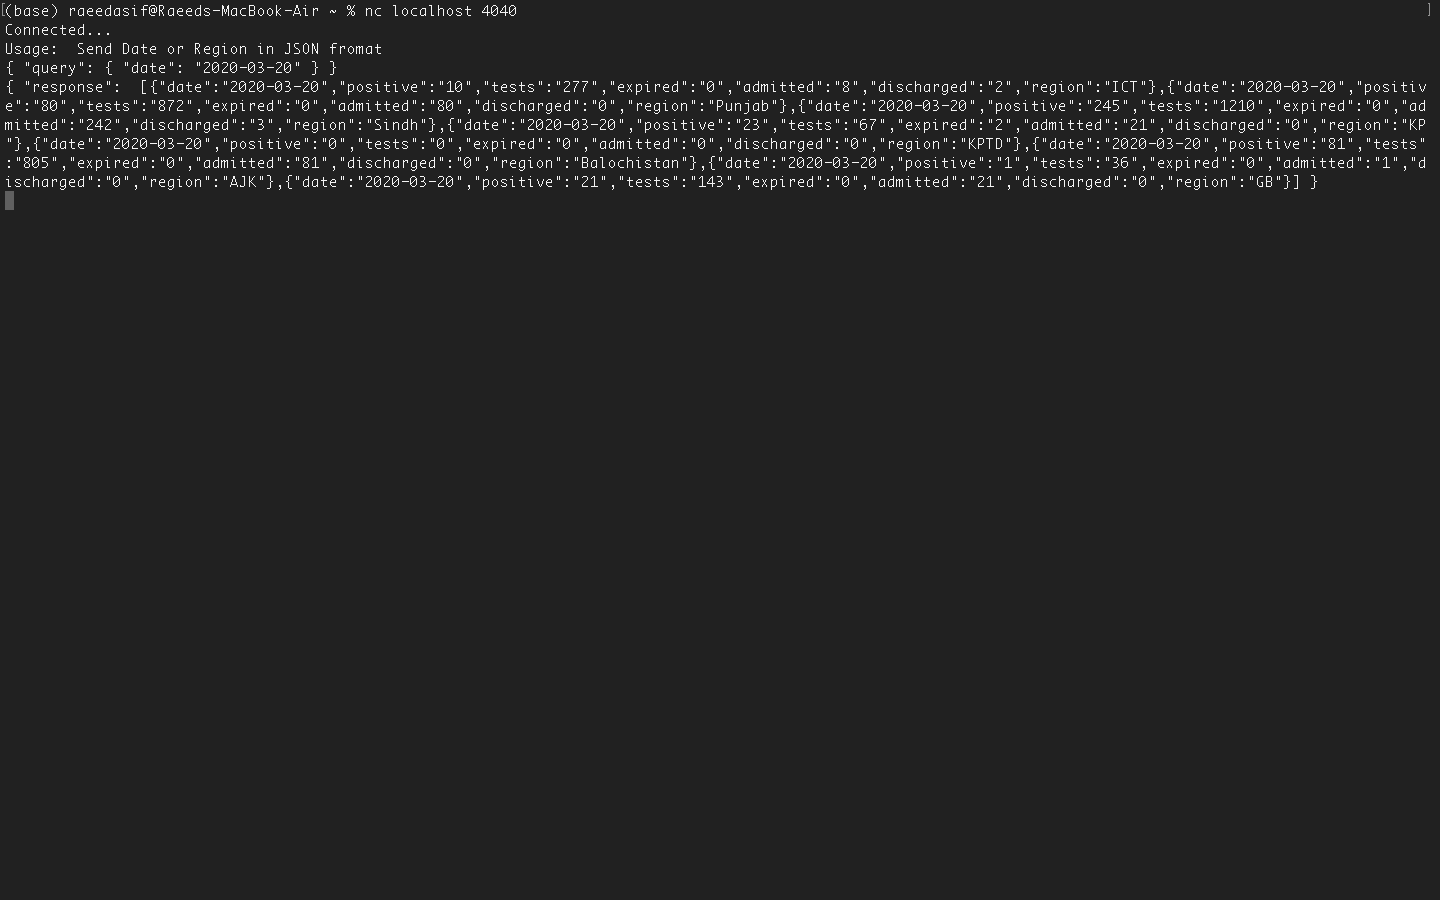 [(base) raeedasif@Raeeds-MacBook-Air ~ % nc localhost 4040 ]
Connected...
Usage:  Send Date or Region in JSON fromat
{ "query": { "date": "2020-03-20" } }
{ "response":  [{"date":"2020-03-20","positive":"10","tests":"277","expired":"0","admitted":"8","discharged":"2","region":"ICT"},{"date":"2020-03-20","positiv
e":"80","tests":"872","expired":"0","admitted":"80","discharged":"0","region":"Punjab"},{"date":"2020-03-20","positive":"245","tests":"1210","expired":"0","ad
mitted":"242","discharged":"3","region":"Sindh"},{"date":"2020-03-20","positive":"23","tests":"67","expired":"2","admitted":"21","discharged":"0","region":"KP
"},{"date":"2020-03-20","positive":"0","tests":"0","expired":"0","admitted":"0","discharged":"0","region":"KPTD"},{"date":"2020-03-20","positive":"81","tests"
:"805","expired":"0","admitted":"81","discharged":"0","region":"Balochistan"},{"date":"2020-03-20","positive":"1","tests":"36","expired":"0","admitted":"1","d
ischarged":"0","region":"AJK"},{"date":"2020-03-20","positive":"21","tests":"143","expired":"0","admitted":"21","discharged":"0","region":"GB"}] }